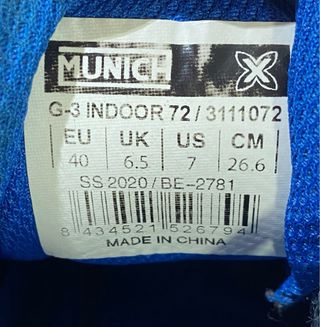 MUNICH
G-3 INDOOR 72 / 3111072
EU UK US CM
40 6.5 7 26.6
SS 2020 / BE-2781
8 434521 526794
MADE IN CHINA